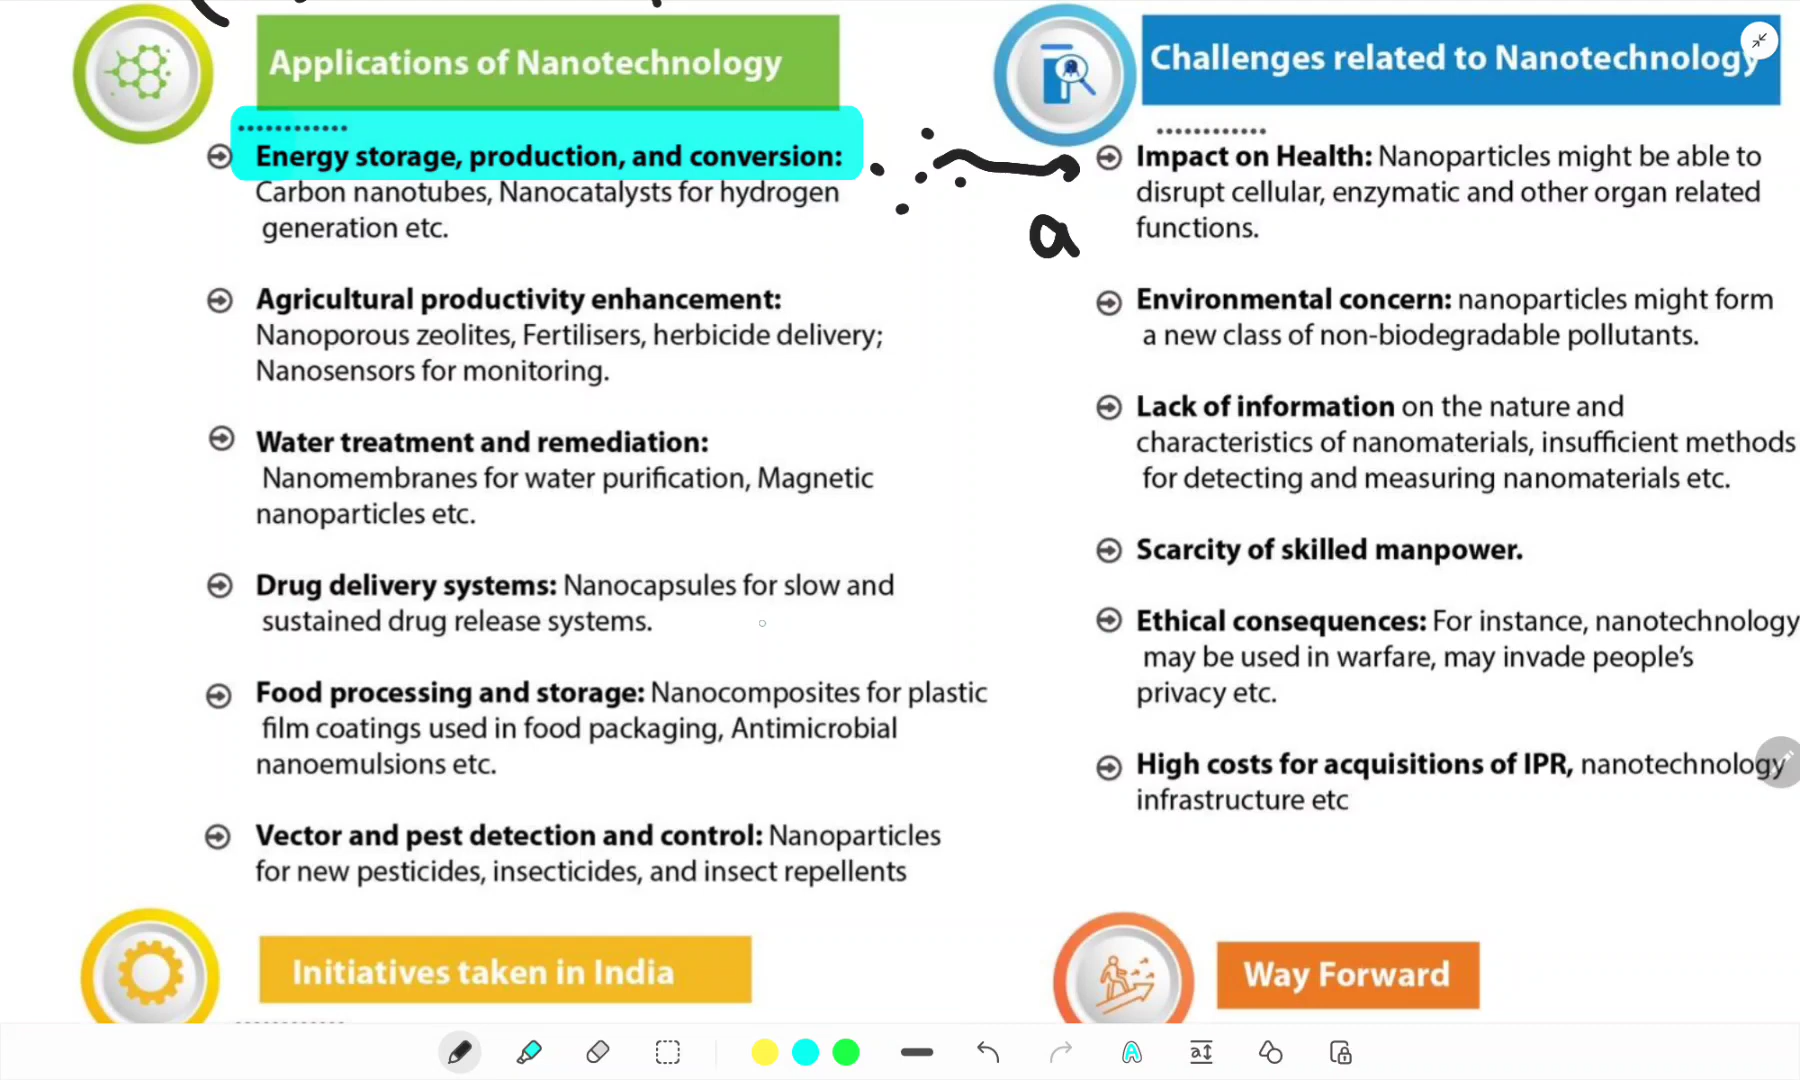 Applications of Nanotechnology
Energy storage, production, and conversion:
Carbon nanotubes, Nanocatalysts for hydrogen
generation etc.
Agricultural productivity enhancement:
Nanoporous zeolites, Fertilisers, herbicide delivery;
Nanosensors for monitoring.
Water treatment and remediation:
Nanomembranes for water purification, Magnetic
nanoparticles etc.
Drug delivery systems: Nanocapsules for slow and
sustained drug release systems.
Food processing and storage: Nanocomposites for plastic
film coatings used in food packaging, Antimicrobial
nanoemulsions etc.
Vector and pest detection and control: Nanoparticles
for new pesticides, insecticides, and insect repellents
Initiatives taken in India
a
Challenges related to Nanotechnology
Impact on Health: Nanoparticles might be able to
disrupt cellular, enzymatic and other organ related
functions.
Environmental concern: nanoparticles might form
a new class of non-biodegradable pollutants.
Lack of information on the nature and
characteristics of nanomaterials, insufficient methods
for detecting and measuring nanomaterials etc.
Scarcity of skilled manpower.
Ethical consequences: For instance, nanotechnology
may be used in warfare, may invade people's
privacy etc.
High costs for acquisitions of IPR, nanotechnology
infrastructure etc
Way Forward
A
a